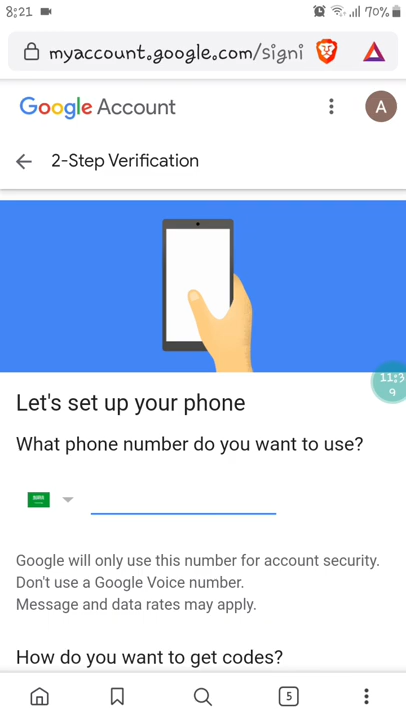 8:21 70%
myaccount.google.com/signi
Google Account A
2-Step Verification
11:3
9
Let's set up your phone
What phone number do you want to use?
Google will only use this number for account security.
Don't use a Google Voice number.
Message and data rates may apply.
How do you want to get codes?
5